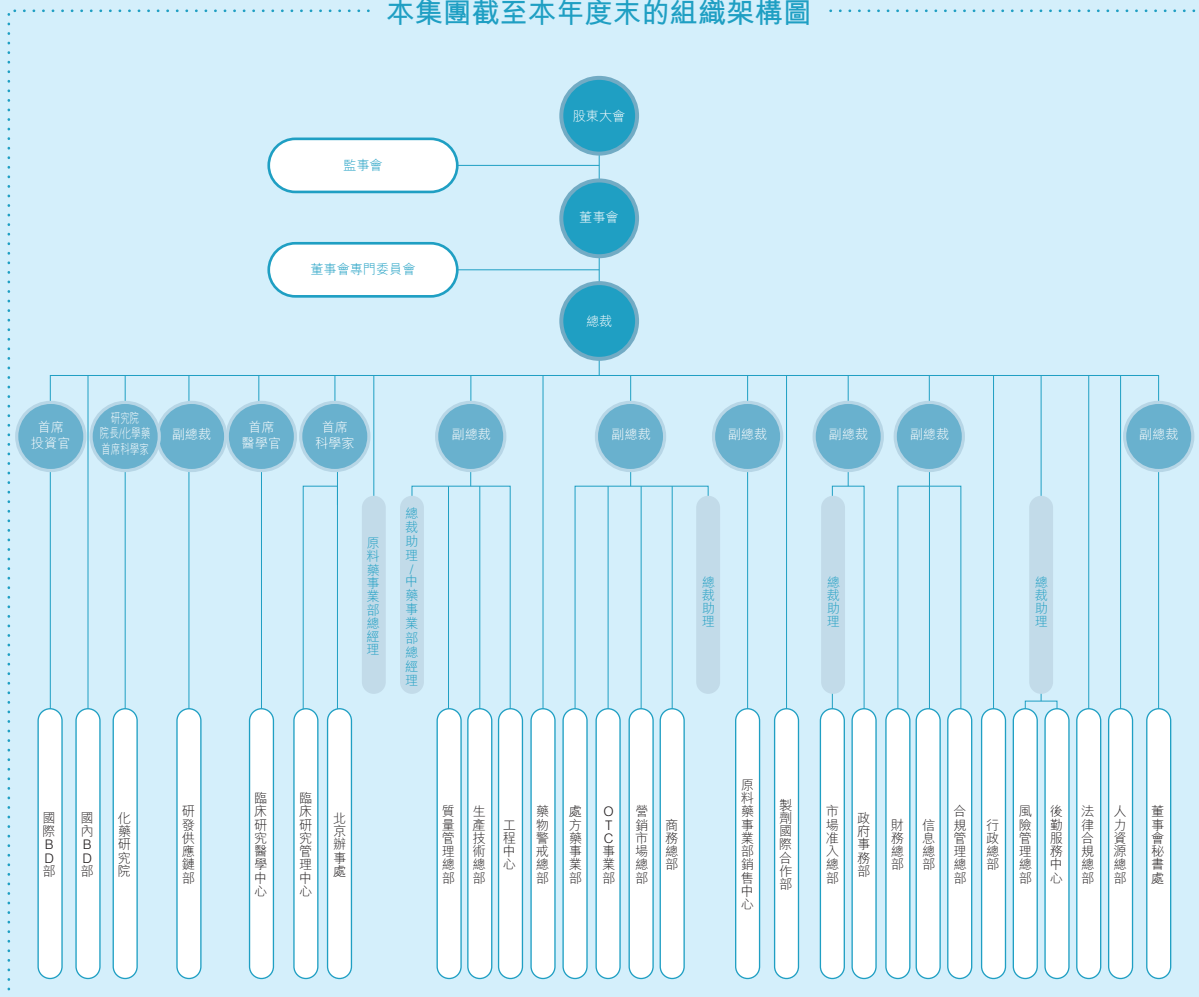 本集團截至本年度末的組織架構圖
股東大會
監事會
董事會
董事會專門委員會
總裁
首席
投資官
研究院
院長/化學藥
首席科學家
副總裁
首席
醫學官
首席
科學家
副總裁
副總裁
副總裁
副總裁
副總裁
副總裁
原料藥事業部總經理
總裁助理/中藥事業部總經理
總裁助理
總裁助理
總裁助理
國際BD部
國內BD部
化藥研究院
研發供應鏈部
臨床研究醫學中心
臨床研究管理中心
北京辦事處
質量管理總部
生產技術總部
工程中心
藥物警戒總部
處方藥事業部
OTC事業部
營銷市場總部
商務總部
原料藥事業部銷售中心
製劑國際合作部
市場准入總部
政府事務部
財務總部
信息總部
合規管理總部
行政總部
風險管理總部
後勤服務中心
法律合規總部
人力資源總部
董事會秘書處